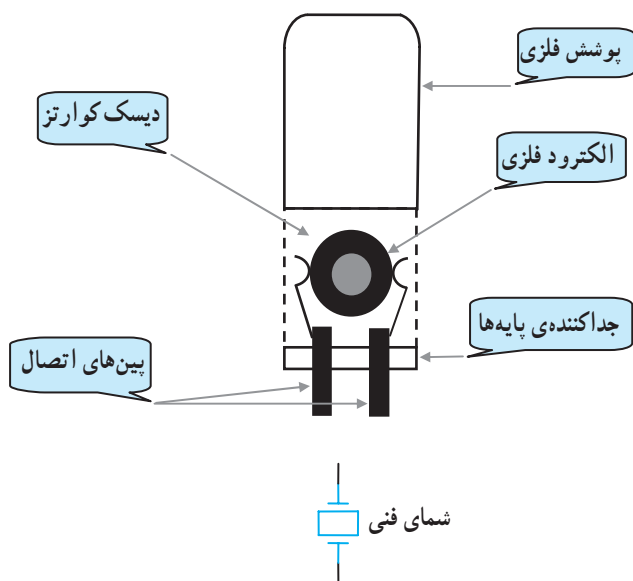 پوشش فلزی
دیسک کوارتز
الکترود فلزی
جداکننده‌ی پایه‌ها
پین‌های اتصال
شمای فنی